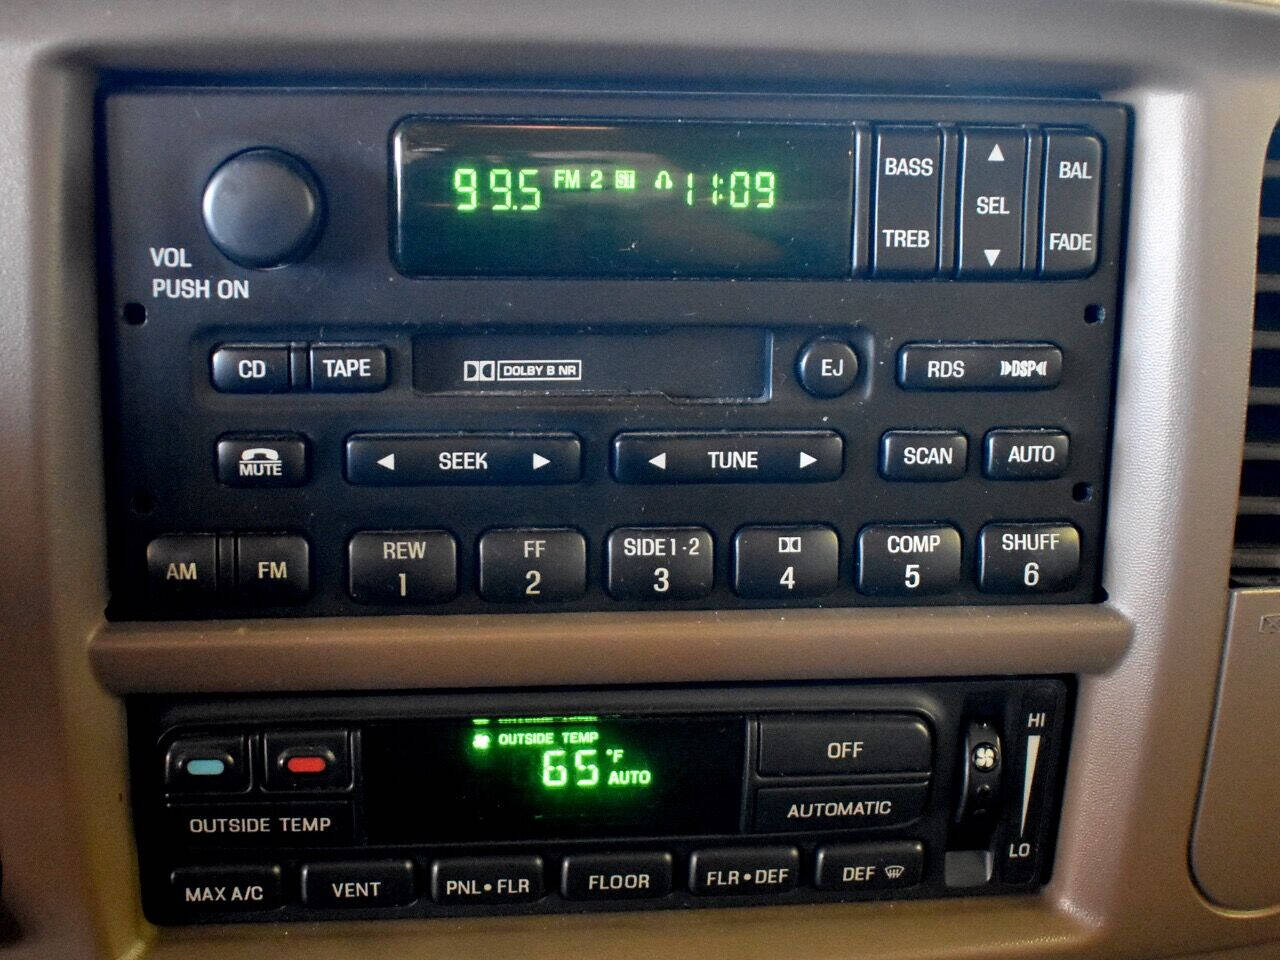 99.5 FM 2 ST 11:09
BASS
TREB
▲
SEL
▼
BAL
FADE
VOL
PUSH ON
CD TAPE DOLBY B NR EJ RDS DSP
MUTE ◄ SEEK ► ◄ TUNE ► SCAN AUTO
AM FM
REW
1
FF
2
SIDE 1-2
3
4
COMP
5
SHUFF
6
OUTSIDE TEMP
65 °F
AUTO
OFF
AUTOMATIC
HI
LO
OUTSIDE TEMP
MAX A/C VENT PNL•FLR FLOOR FLR•DEF DEF